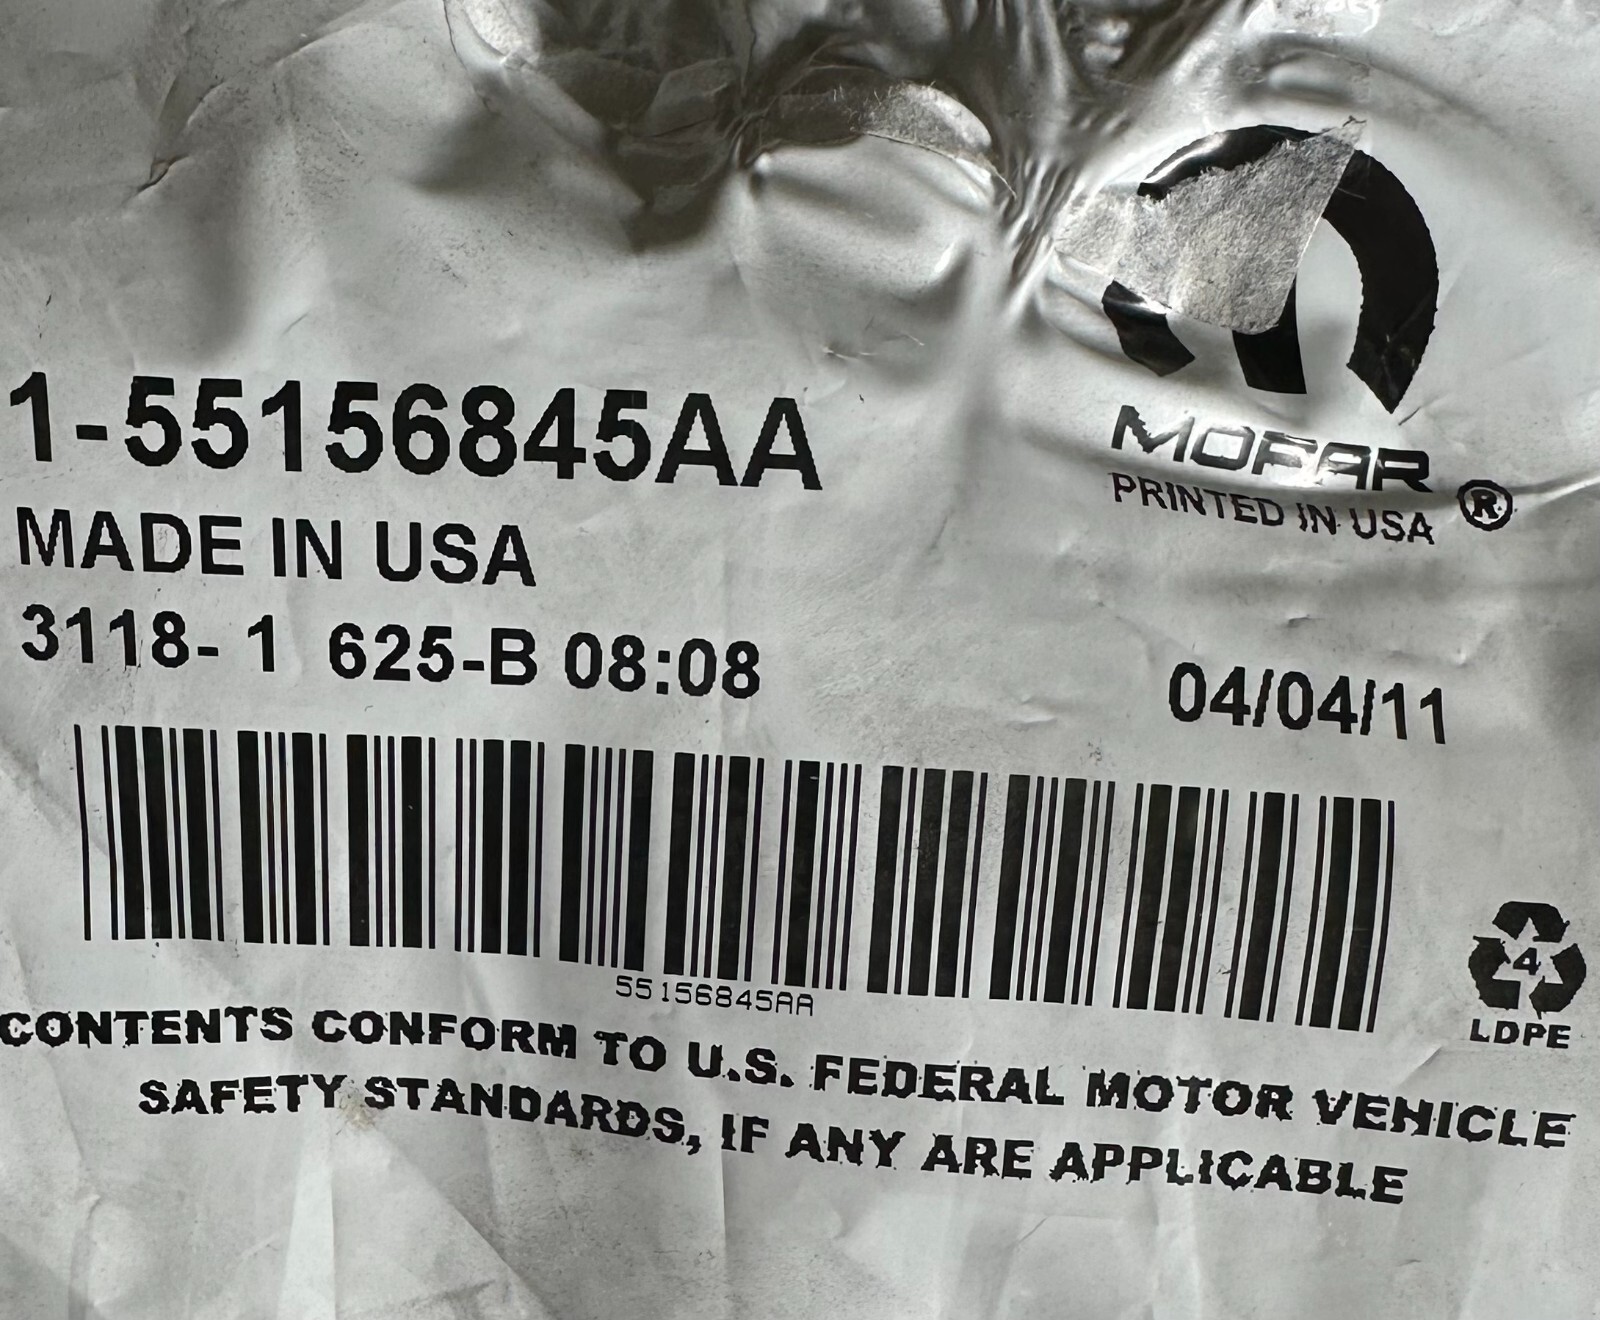 MOPAR
PRINTED IN USA ®
1-55156845AA
MADE IN USA
3118- 1 625-B 08:08
04/04/11
55156845AA
4
LDPE
CONTENTS CONFORM TO U.S. FEDERAL MOTOR VEHICLE
SAFETY STANDARDS, IF ANY ARE APPLICABLE